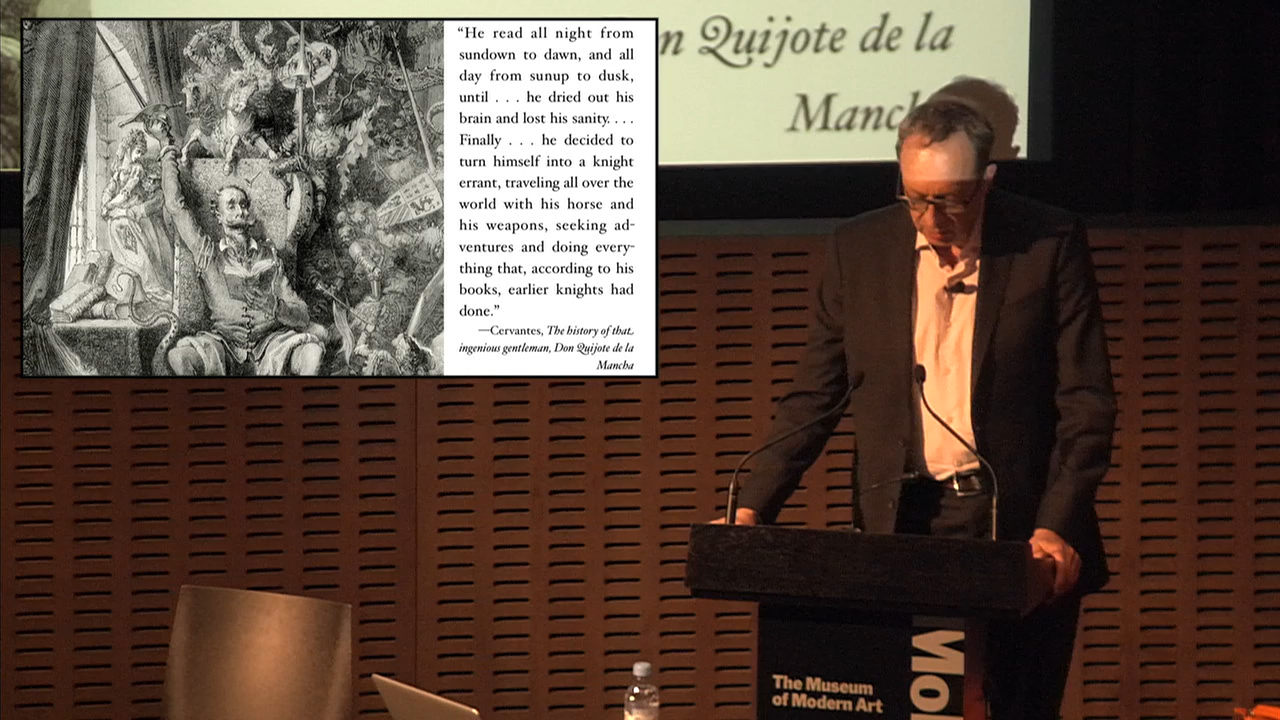 “He read all night from
sundown to dawn, and all
day from sunup to dusk,
until . . . he dried out his
brain and lost his sanity. . . .
Finally . . . he decided to
turn himself into a knight
errant, traveling all over the
world with his horse and
his weapons, seeking ad-
ventures and doing every-
thing that, according to his
books, earlier knights had
done.”
—Cervantes, The history of that
ingenious gentleman, Don Quijote de la
Mancha
n Quijote de la
Manch
The Museum
of Modern Art
Mo